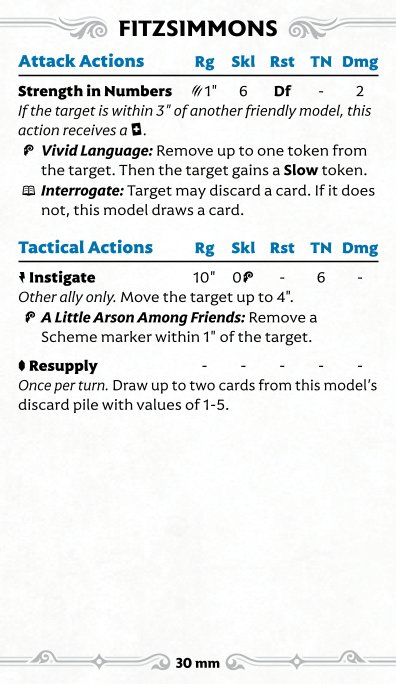 FITZSIMMONS
Attack Actions Rg Skl Rst TN Dmg
Strength in Numbers 1" 6 Df - 2
If the target is within 3" of another friendly model, this
action receives a .
Vivid Language: Remove up to one token from
the target. Then the target gains a Slow token.
Interrogate: Target may discard a card. If it does
not, this model draws a card.
Tactical Actions Rg Skl Rst TN Dmg
Instigate 10" 0 - 6 -
Other ally only. Move the target up to 4".
A Little Arson Among Friends: Remove a
Scheme marker within 1" of the target.
Resupply - - - - -
Once per turn. Draw up to two cards from this model's
discard pile with values of 1-5.
30 mm